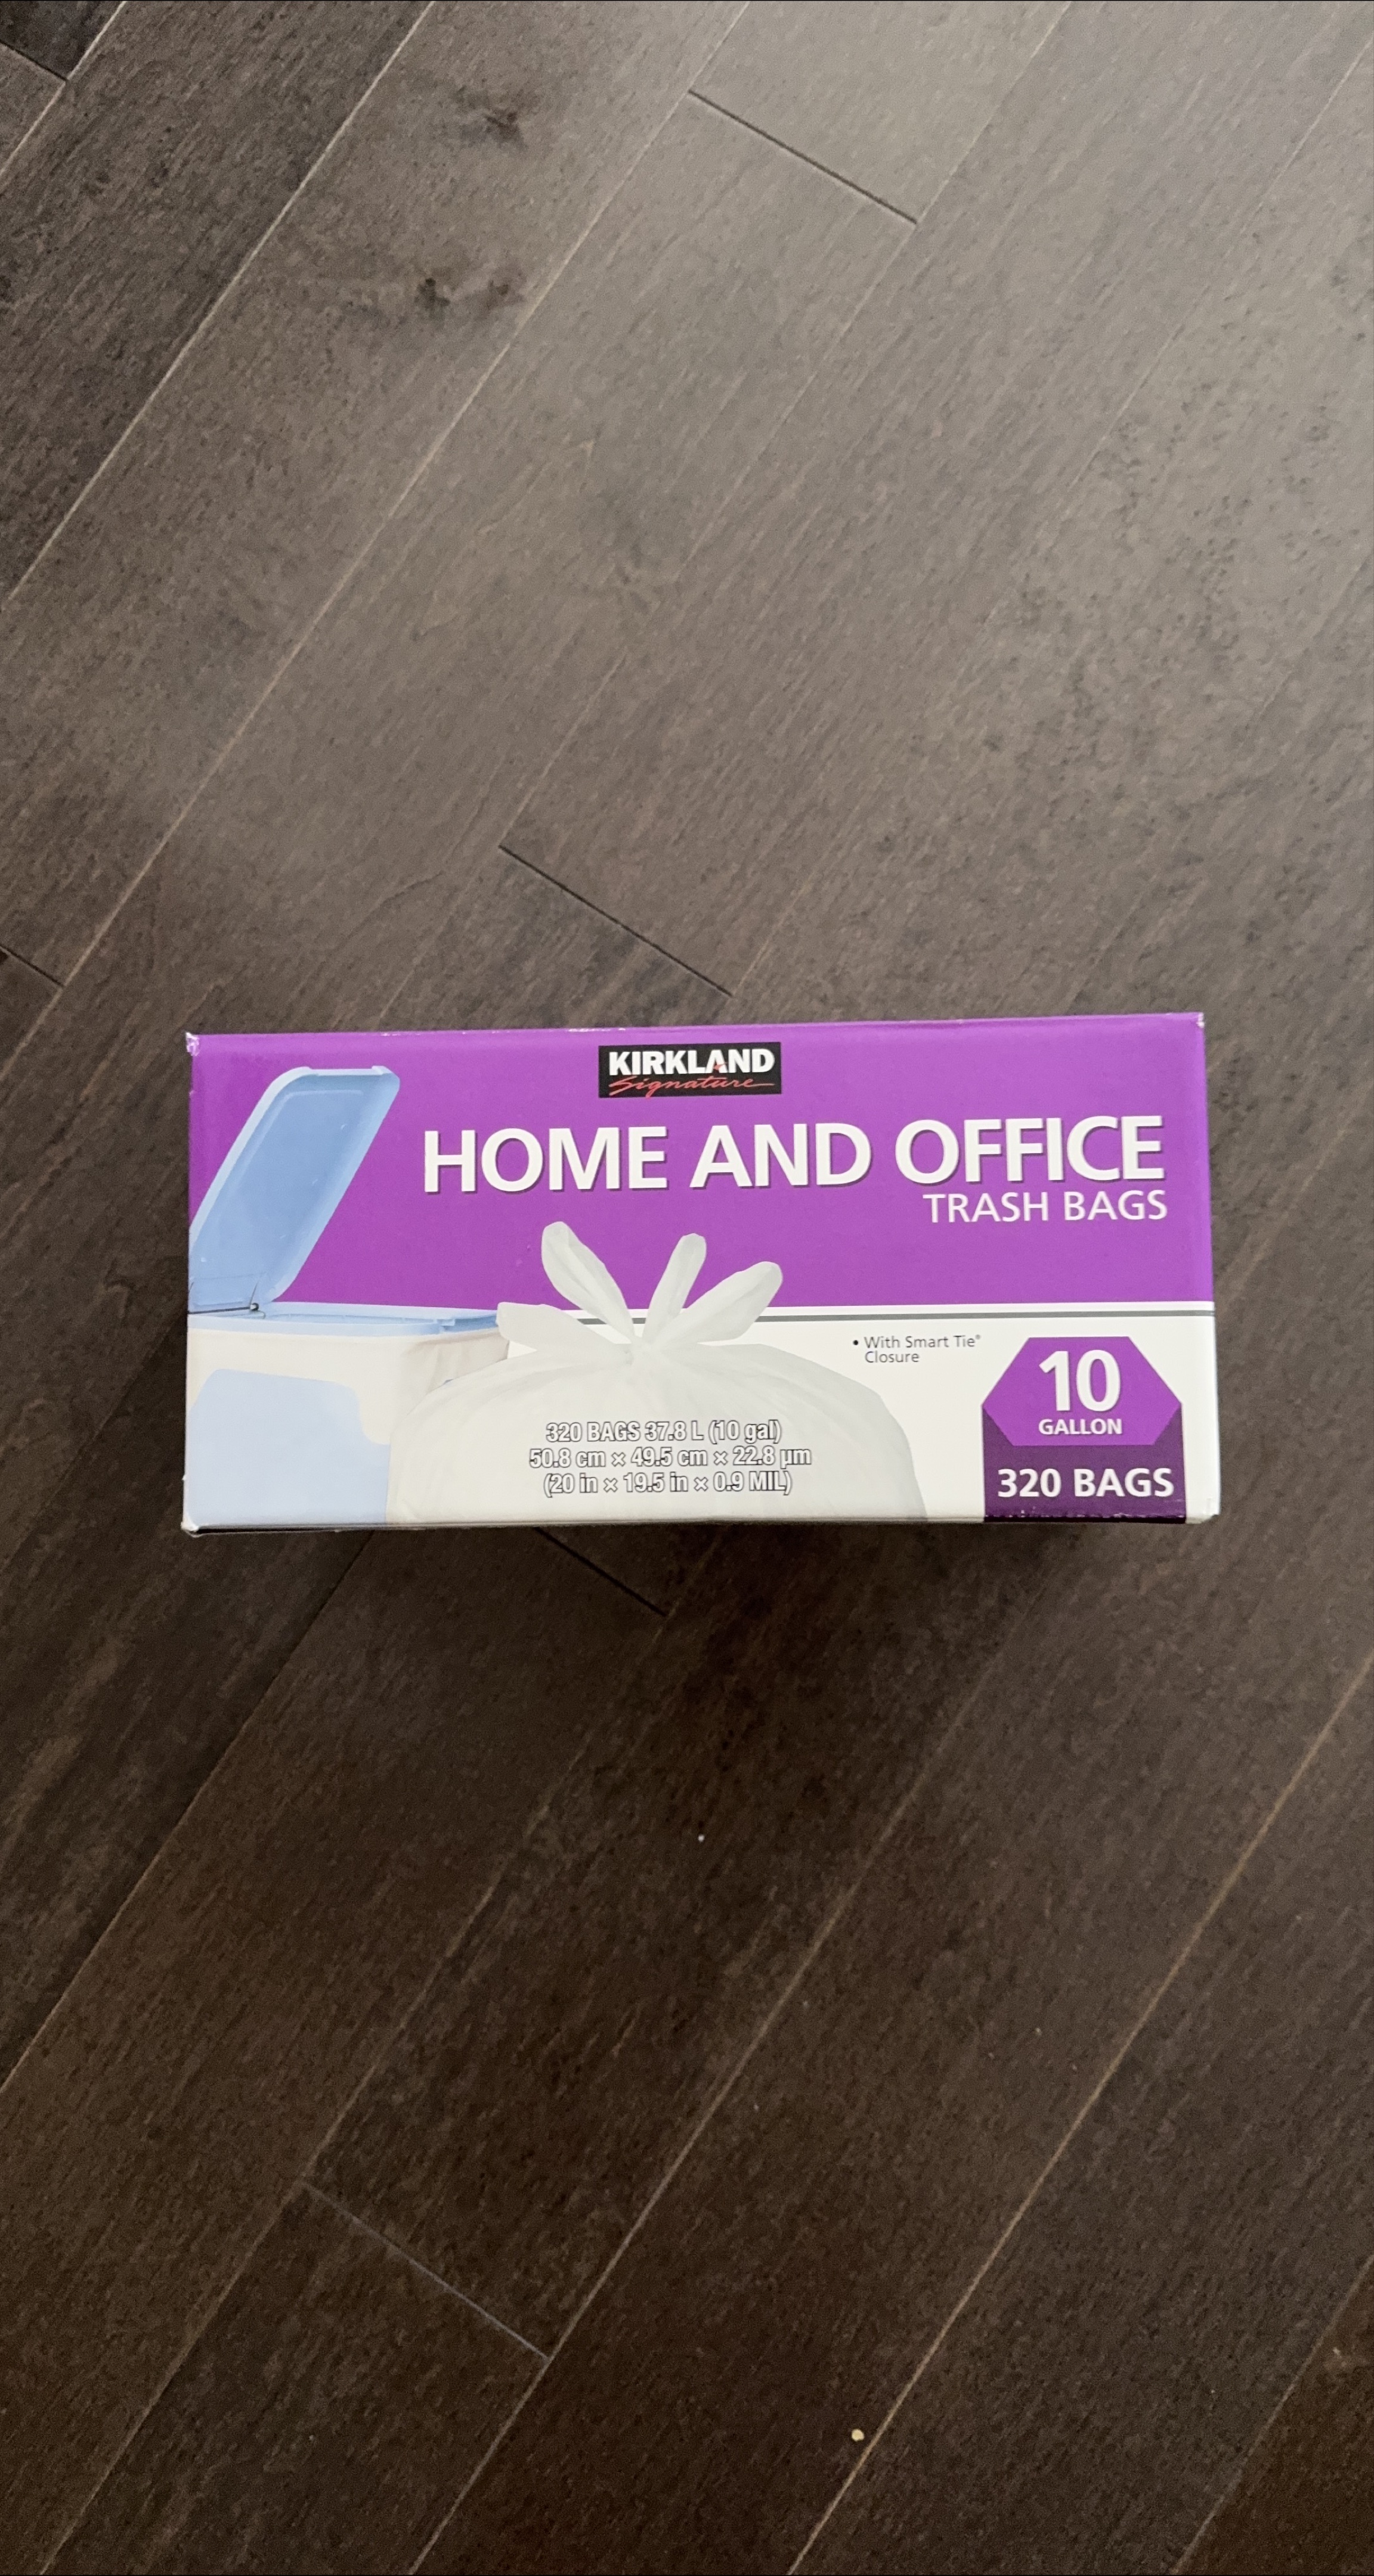 KIRKLAND
Signature
HOME AND OFFICE
TRASH BAGS
• With Smart Tie®
Closure
10
GALLON
320 BAGS
320 BAGS 37.8 L (10 gal)
50.8 cm × 49.5 cm × 22.8 µm
(20 in × 19.5 in × 0.9 MIL)